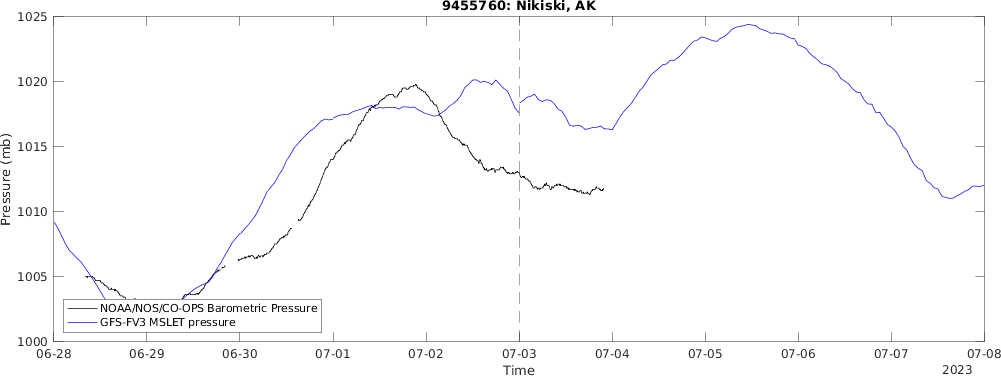 9455760: Nikiski, AK
1025
1020
1015
1010
1005
1000
Pressure (mb)
NOAA/NOS/CO-OPS Barometric Pressure
GFS-FV3 MSLET pressure
06-28 06-29 06-30 07-01 07-02 07-03 07-04 07-05 07-06 07-07 07-08
Time
2023